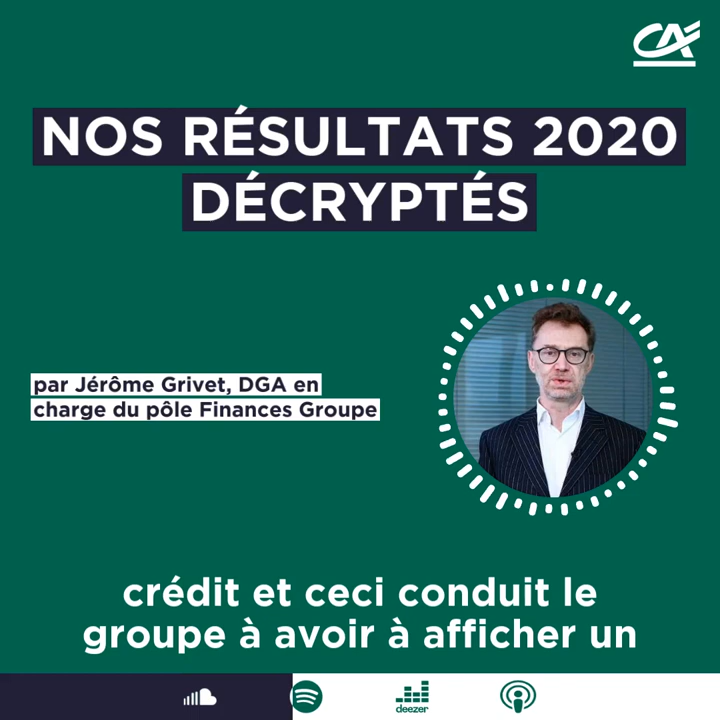 CA
NOS RÉSULTATS 2020
DÉCRYPTÉS
par Jérôme Grivet, DGA en
charge du pôle Finances Groupe
crédit et ceci conduit le
groupe à avoir à afficher un
deezer